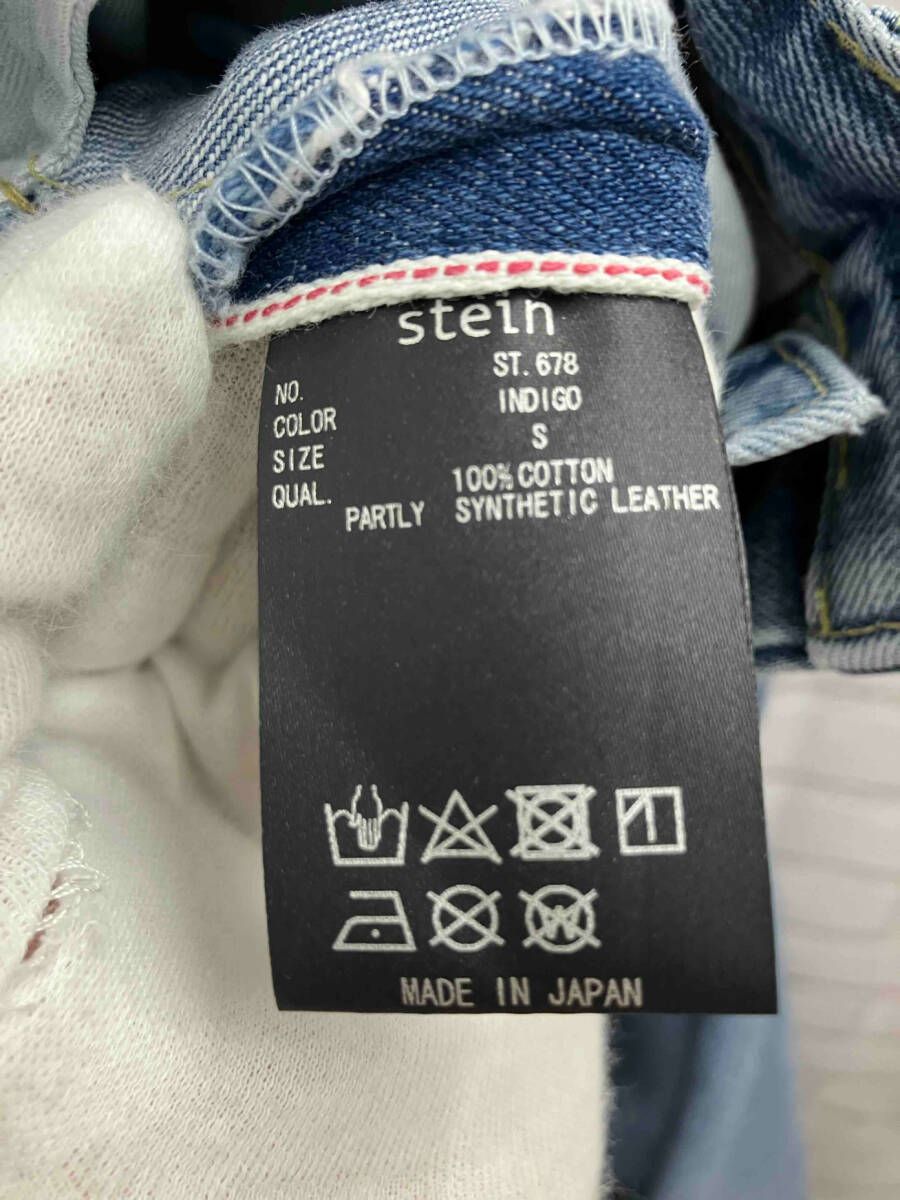 stein
NO. ST. 678
COLOR INDIGO
SIZE S
QUAL. 100% COTTON
PARTLY SYNTHETIC LEATHER
W
MADE IN JAPAN